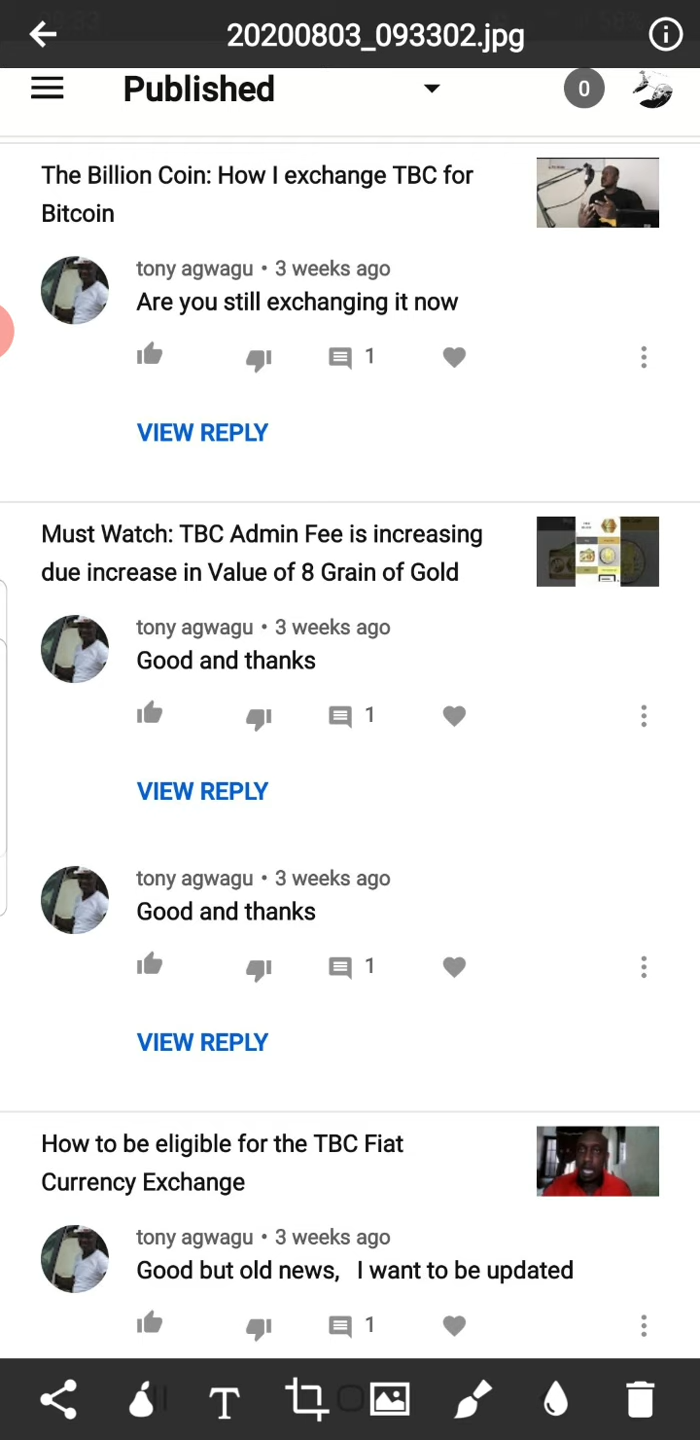 20200803_093302.jpg
Published
0
The Billion Coin: How I exchange TBC for
Bitcoin
tony agwagu • 3 weeks ago
Are you still exchanging it now
1
VIEW REPLY
Must Watch: TBC Admin Fee is increasing
due increase in Value of 8 Grain of Gold
tony agwagu • 3 weeks ago
Good and thanks
1
VIEW REPLY
tony agwagu • 3 weeks ago
Good and thanks
1
VIEW REPLY
How to be eligible for the TBC Fiat
Currency Exchange
tony agwagu • 3 weeks ago
Good but old news, I want to be updated
1
T